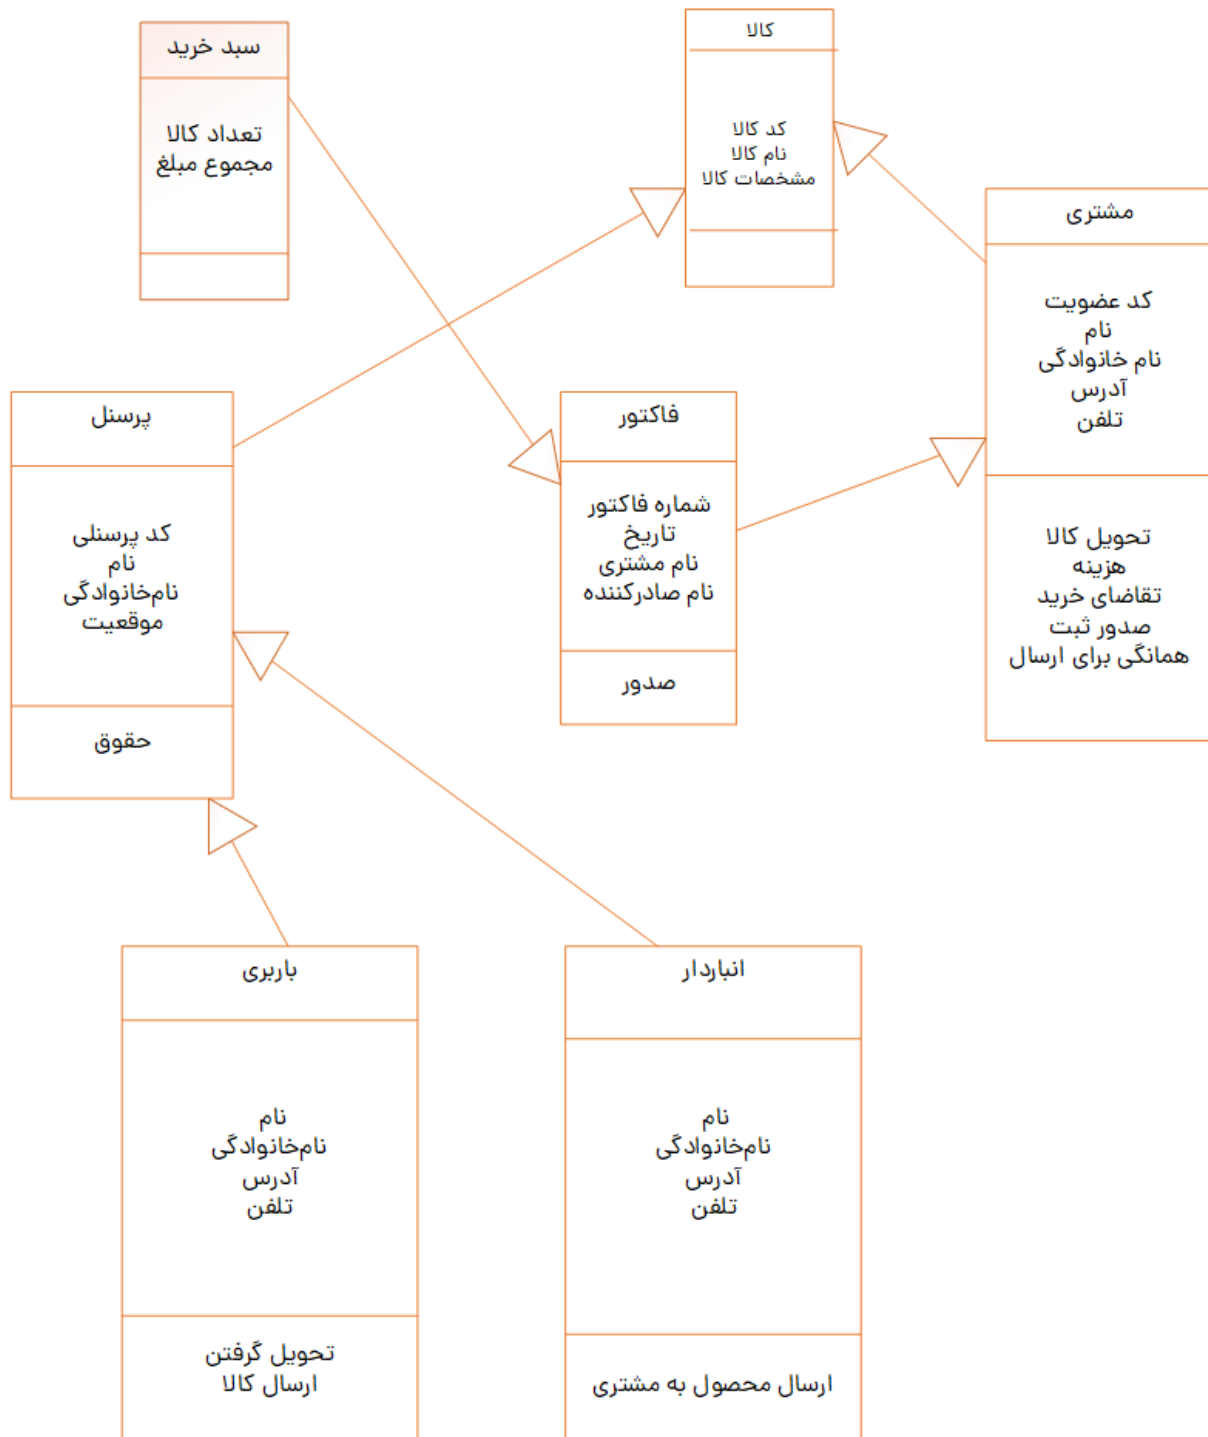 سبد خرید
تعداد کالا
مجموع مبلغ
کالا
کد کالا
نام کالا
مشخصات کالا
مشتری
کد عضویت
نام
نام خانوادگی
آدرس
تلفن
تحویل کالا
هزینه
تقاضای خرید
صدور ثبت
همانگی برای ارسال
پرسنل
کد پرسنلی
نام
نام‌خانوادگی
موقعیت
حقوق
فاکتور
شماره فاکتور
تاریخ
نام مشتری
نام صادرکننده
صدور
باربری
نام
نام‌خانوادگی
آدرس
تلفن
تحویل گرفتن
ارسال کالا
انباردار
نام
نام‌خانوادگی
آدرس
تلفن
ارسال محصول به مشتری